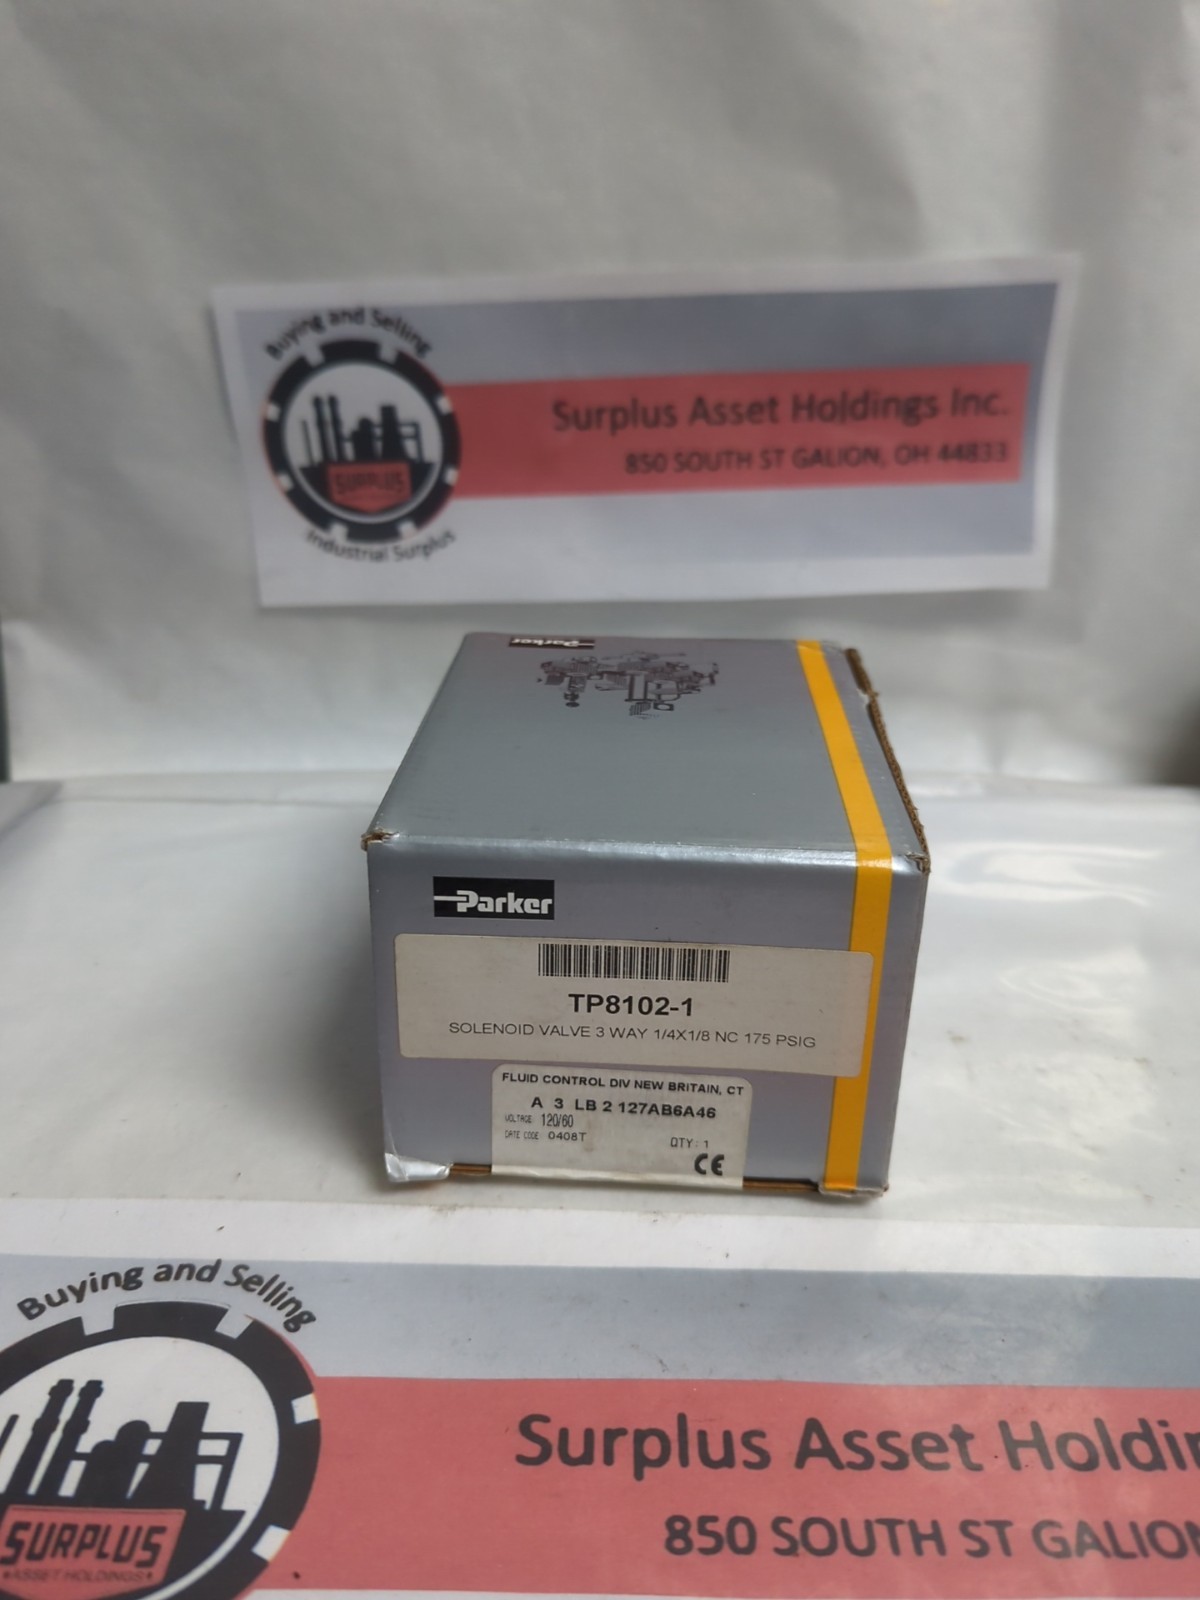 Buying and Selling
Surplus Asset Holdings Inc.
850 SOUTH ST GALION, OH 44833
SURPLUS
Industrial Surplus
Parker
Parker
TP8102-1
SOLENOID VALVE 3 WAY 1/4X1/8 NC 175 PSIG
FLUID CONTROL DIV NEW BRITAIN, CT
A 3 LB 2 127AB6A46
VOLTAGE: 120/60
DATE CODE: 0408T QTY: 1
CE
Buying and Selling
Surplus Asset Holdin
850 SOUTH ST GALION
SURPLUS
*ASSET HOLDINGS*